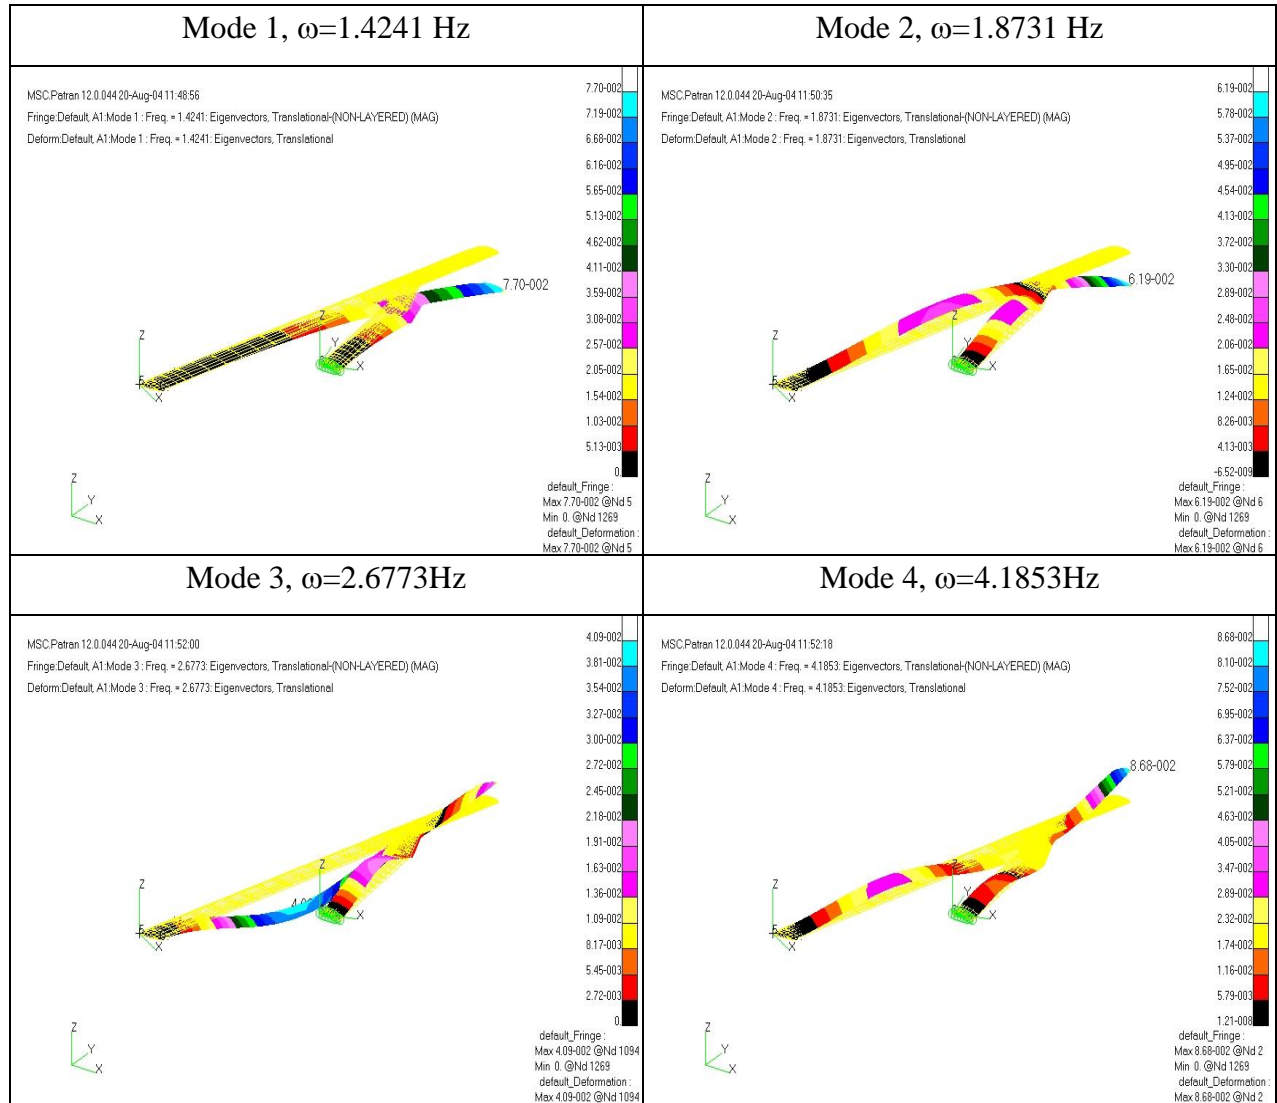 Mode 1, ω=1.4241 Hz
MSC.Patran 12.0.044 20-Aug-04 11:48:56
Fringe:Default, A1:Mode 1 : Freq. = 1.4241: Eigenvectors, Translational-(NON-LAYERED) (MAG)
Deform:Default, A1:Mode 1 : Freq. = 1.4241: Eigenvectors, Translational
7.70-002
7.19-002
6.68-002
6.16-002
5.65-002
5.13-002
4.62-002
4.11-002
3.59-002
3.08-002
2.57-002
2.05-002
1.54-002
1.03-002
5.13-003
0.
7.70-002
Z
X
Z
Y
X
Z
Y
X
default_Fringe :
Max 7.70-002 @Nd 5
Min 0. @Nd 1269
default_Deformation :
Max 7.70-002 @Nd 5
Mode 2, ω=1.8731 Hz
MSC.Patran 12.0.044 20-Aug-04 11:50:35
Fringe:Default, A1:Mode 2 : Freq. = 1.8731: Eigenvectors, Translational-(NON-LAYERED) (MAG)
Deform:Default, A1:Mode 2 : Freq. = 1.8731: Eigenvectors, Translational
6.19-002
5.78-002
5.37-002
4.95-002
4.54-002
4.13-002
3.72-002
3.30-002
2.89-002
2.48-002
2.06-002
1.65-002
1.24-002
8.26-003
4.13-003
-6.52-009
6.19-002
Z
X
Z
Y
X
Z
Y
X
default_Fringe :
Max 6.19-002 @Nd 6
Min 0. @Nd 1269
default_Deformation :
Max 6.19-002 @Nd 6
Mode 3, ω=2.6773Hz
MSC.Patran 12.0.044 20-Aug-04 11:52:00
Fringe:Default, A1:Mode 3 : Freq. = 2.6773: Eigenvectors, Translational-(NON-LAYERED) (MAG)
Deform:Default, A1:Mode 3 : Freq. = 2.6773: Eigenvectors, Translational
4.09-002
3.81-002
3.54-002
3.27-002
3.00-002
2.72-002
2.45-002
2.18-002
1.91-002
1.63-002
1.36-002
1.09-002
8.17-003
5.45-003
2.72-003
0.
Z
X
Z
X
Z
Y
X
default_Fringe :
Max 4.09-002 @Nd 1094
Min 0. @Nd 1269
default_Deformation :
Max 4.09-002 @Nd 1094
Mode 4, ω=4.1853Hz
MSC.Patran 12.0.044 20-Aug-04 11:52:18
Fringe:Default, A1:Mode 4 : Freq. = 4.1853: Eigenvectors, Translational-(NON-LAYERED) (MAG)
Deform:Default, A1:Mode 4 : Freq. = 4.1853: Eigenvectors, Translational
8.68-002
8.10-002
7.52-002
6.95-002
6.37-002
5.79-002
5.21-002
4.63-002
4.05-002
3.47-002
2.89-002
2.32-002
1.74-002
1.16-002
5.79-003
1.21-008
8.68-002
Z
X
Z
Y
X
Z
Y
X
default_Fringe :
Max 8.68-002 @Nd 2
Min 0. @Nd 1269
default_Deformation :
Max 8.68-002 @Nd 2